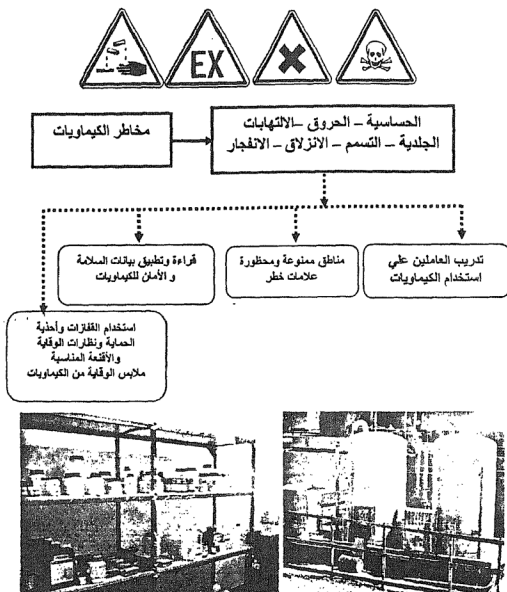 EX
مخاطر الكيماويات
الحساسية – الحروق – الالتهابات
الجلدية – التسمم – الانزلاق – الانفجار
تدريب العاملين علي
استخدام الكيماويات
مناطق ممنوعة ومحظورة
علامات خطر
قراءة وتطبيق بيانات السلامة
و الأمان للكيماويات
استخدام القفازات وأحذية
الحماية ونظارات الوقاية
والأقنعة المناسبة
ملابس الوقاية من الكيماويات